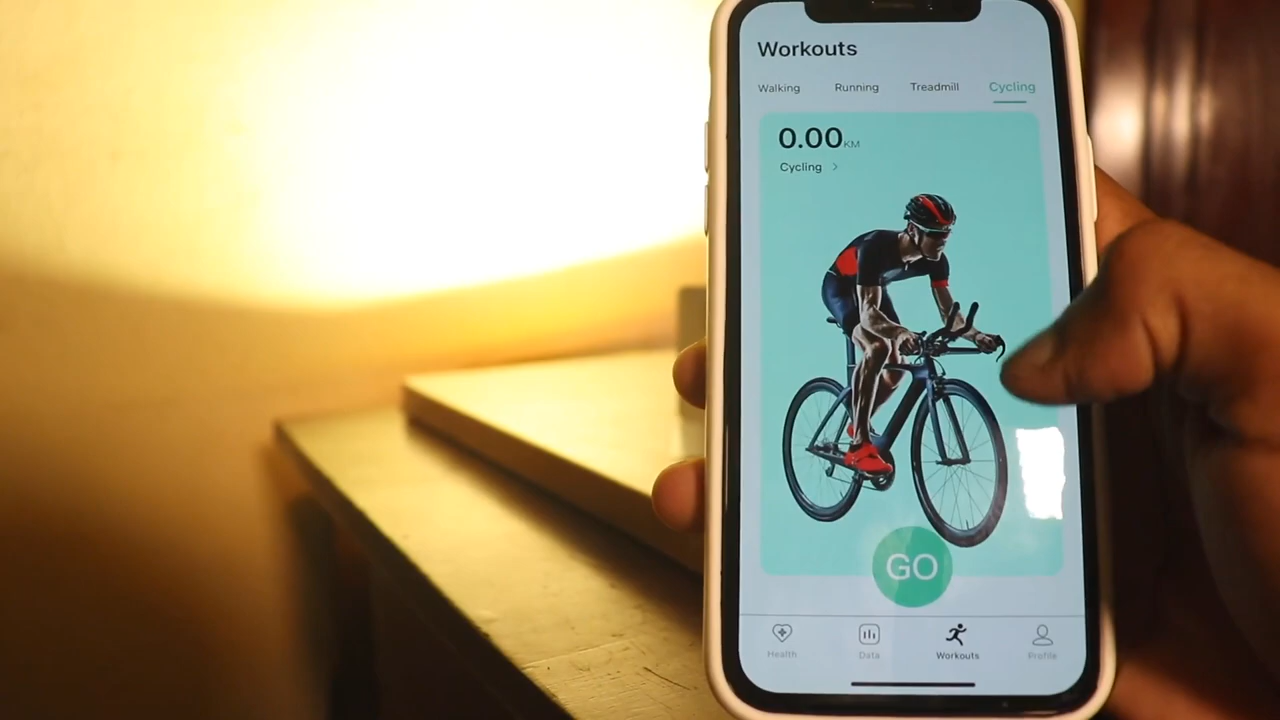 Workouts
Walking Running Treadmill Cycling
0.00KM
Cycling >
GO
Health Data Workouts Profile